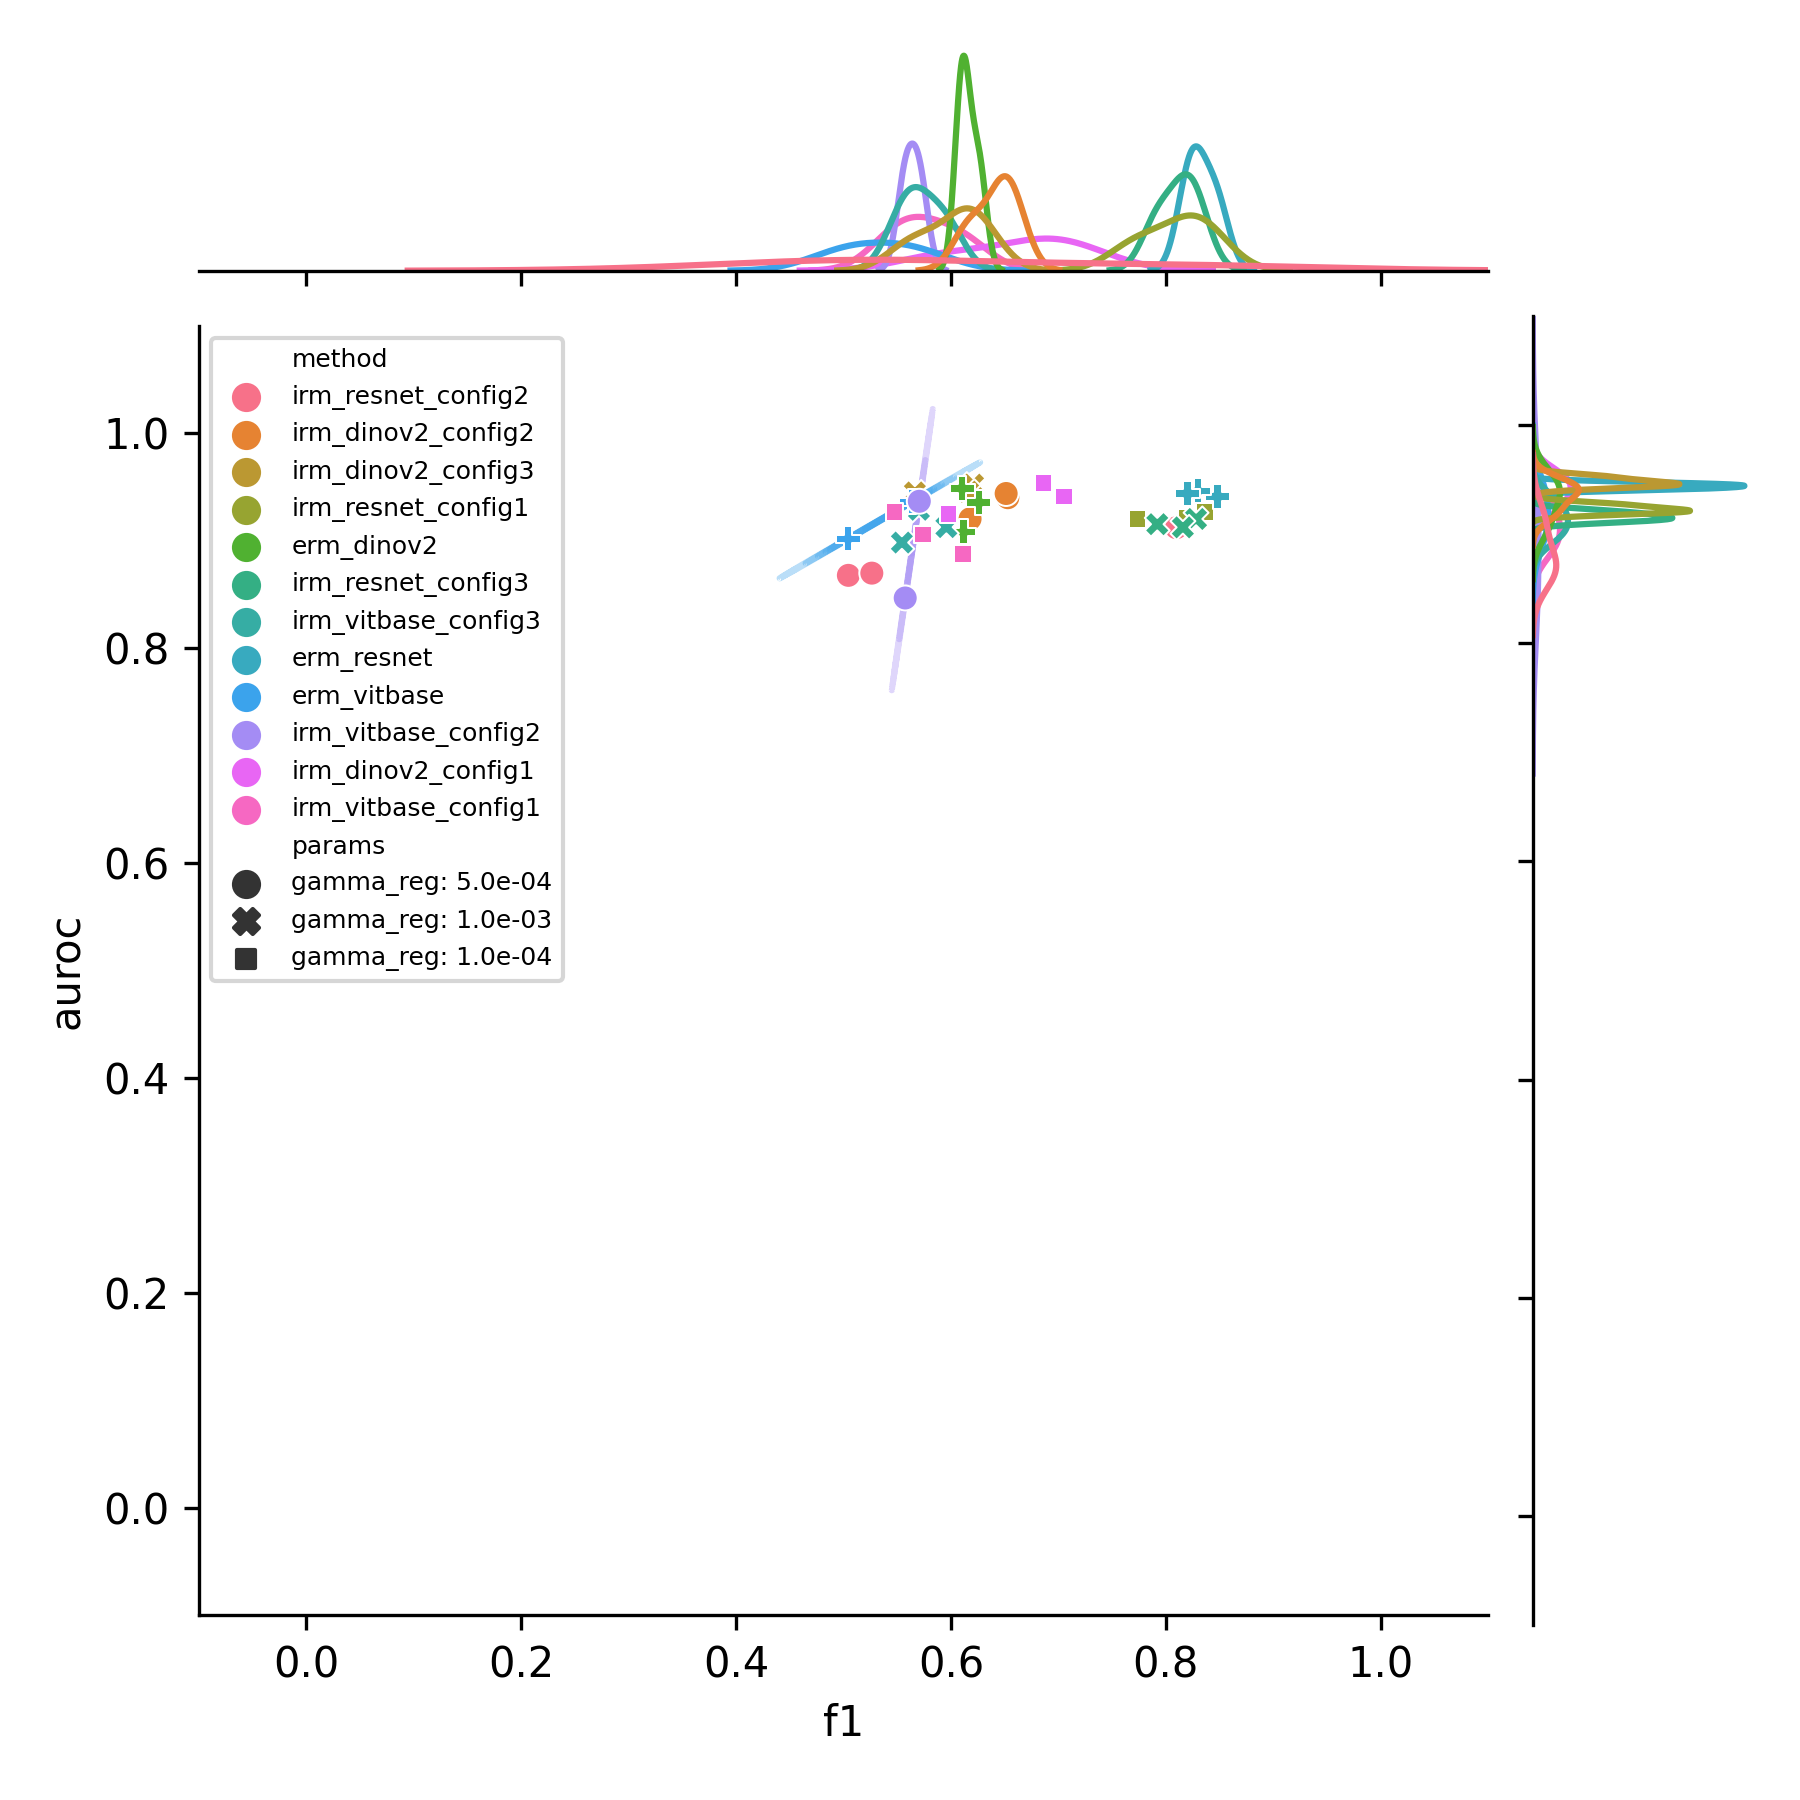 method
irm_resnet_config2
irm_dinov2_config2
irm_dinov2_config3
irm_resnet_config1
erm_dinov2
irm_resnet_config3
irm_vitbase_config3
erm_resnet
erm_vitbase
irm_vitbase_config2
irm_dinov2_config1
irm_vitbase_config1
params
gamma_reg: 5.0e-04
gamma_reg: 1.0e-03
gamma_reg: 1.0e-04
1.0
0.8
0.6
0.4
0.2
0.0
auroc
0.0 0.2 0.4 0.6 0.8 1.0
f1